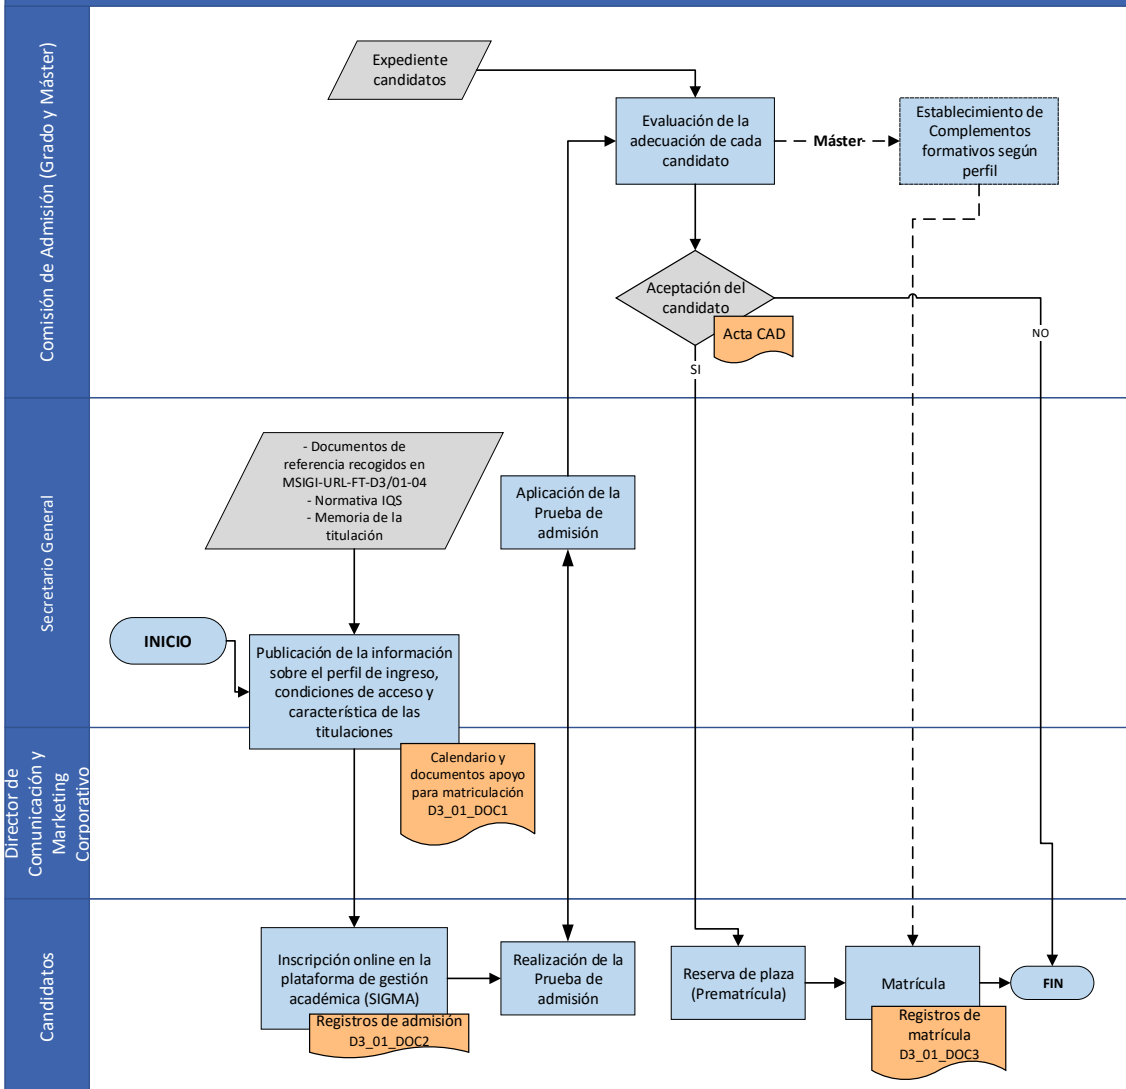 Comisión de Admisión (Grado y Máster)
Expediente
candidatos
Evaluación de la
adecuación de cada
candidato
Máster
Establecimiento de
Complementos
formativos según
perfil
Aceptación del
candidato
Acta CAD
SI
NO
Secretario General
- Documentos de
referencia recogidos en
MSIGI-URL-FT-D3/01-04
- Normativa IQS
- Memoria de la
titulación
Aplicación de la
Prueba de
admisión
INICIO
Publicación de la información
sobre el perfil de ingreso,
condiciones de acceso y
característica de las
titulaciones
Director de
Comunicación y
Marketing
Corporativo
Calendario y
documentos apoyo
para matriculación
D3_01_DOC1
Candidatos
Inscripción online en la
plataforma de gestión
académica (SIGMA)
Registros de admisión
D3_01_DOC2
Realización de la
Prueba de
admisión
Reserva de plaza
(Prematrícula)
Matrícula
Registros de
matrícula
D3_01_DOC3
FIN